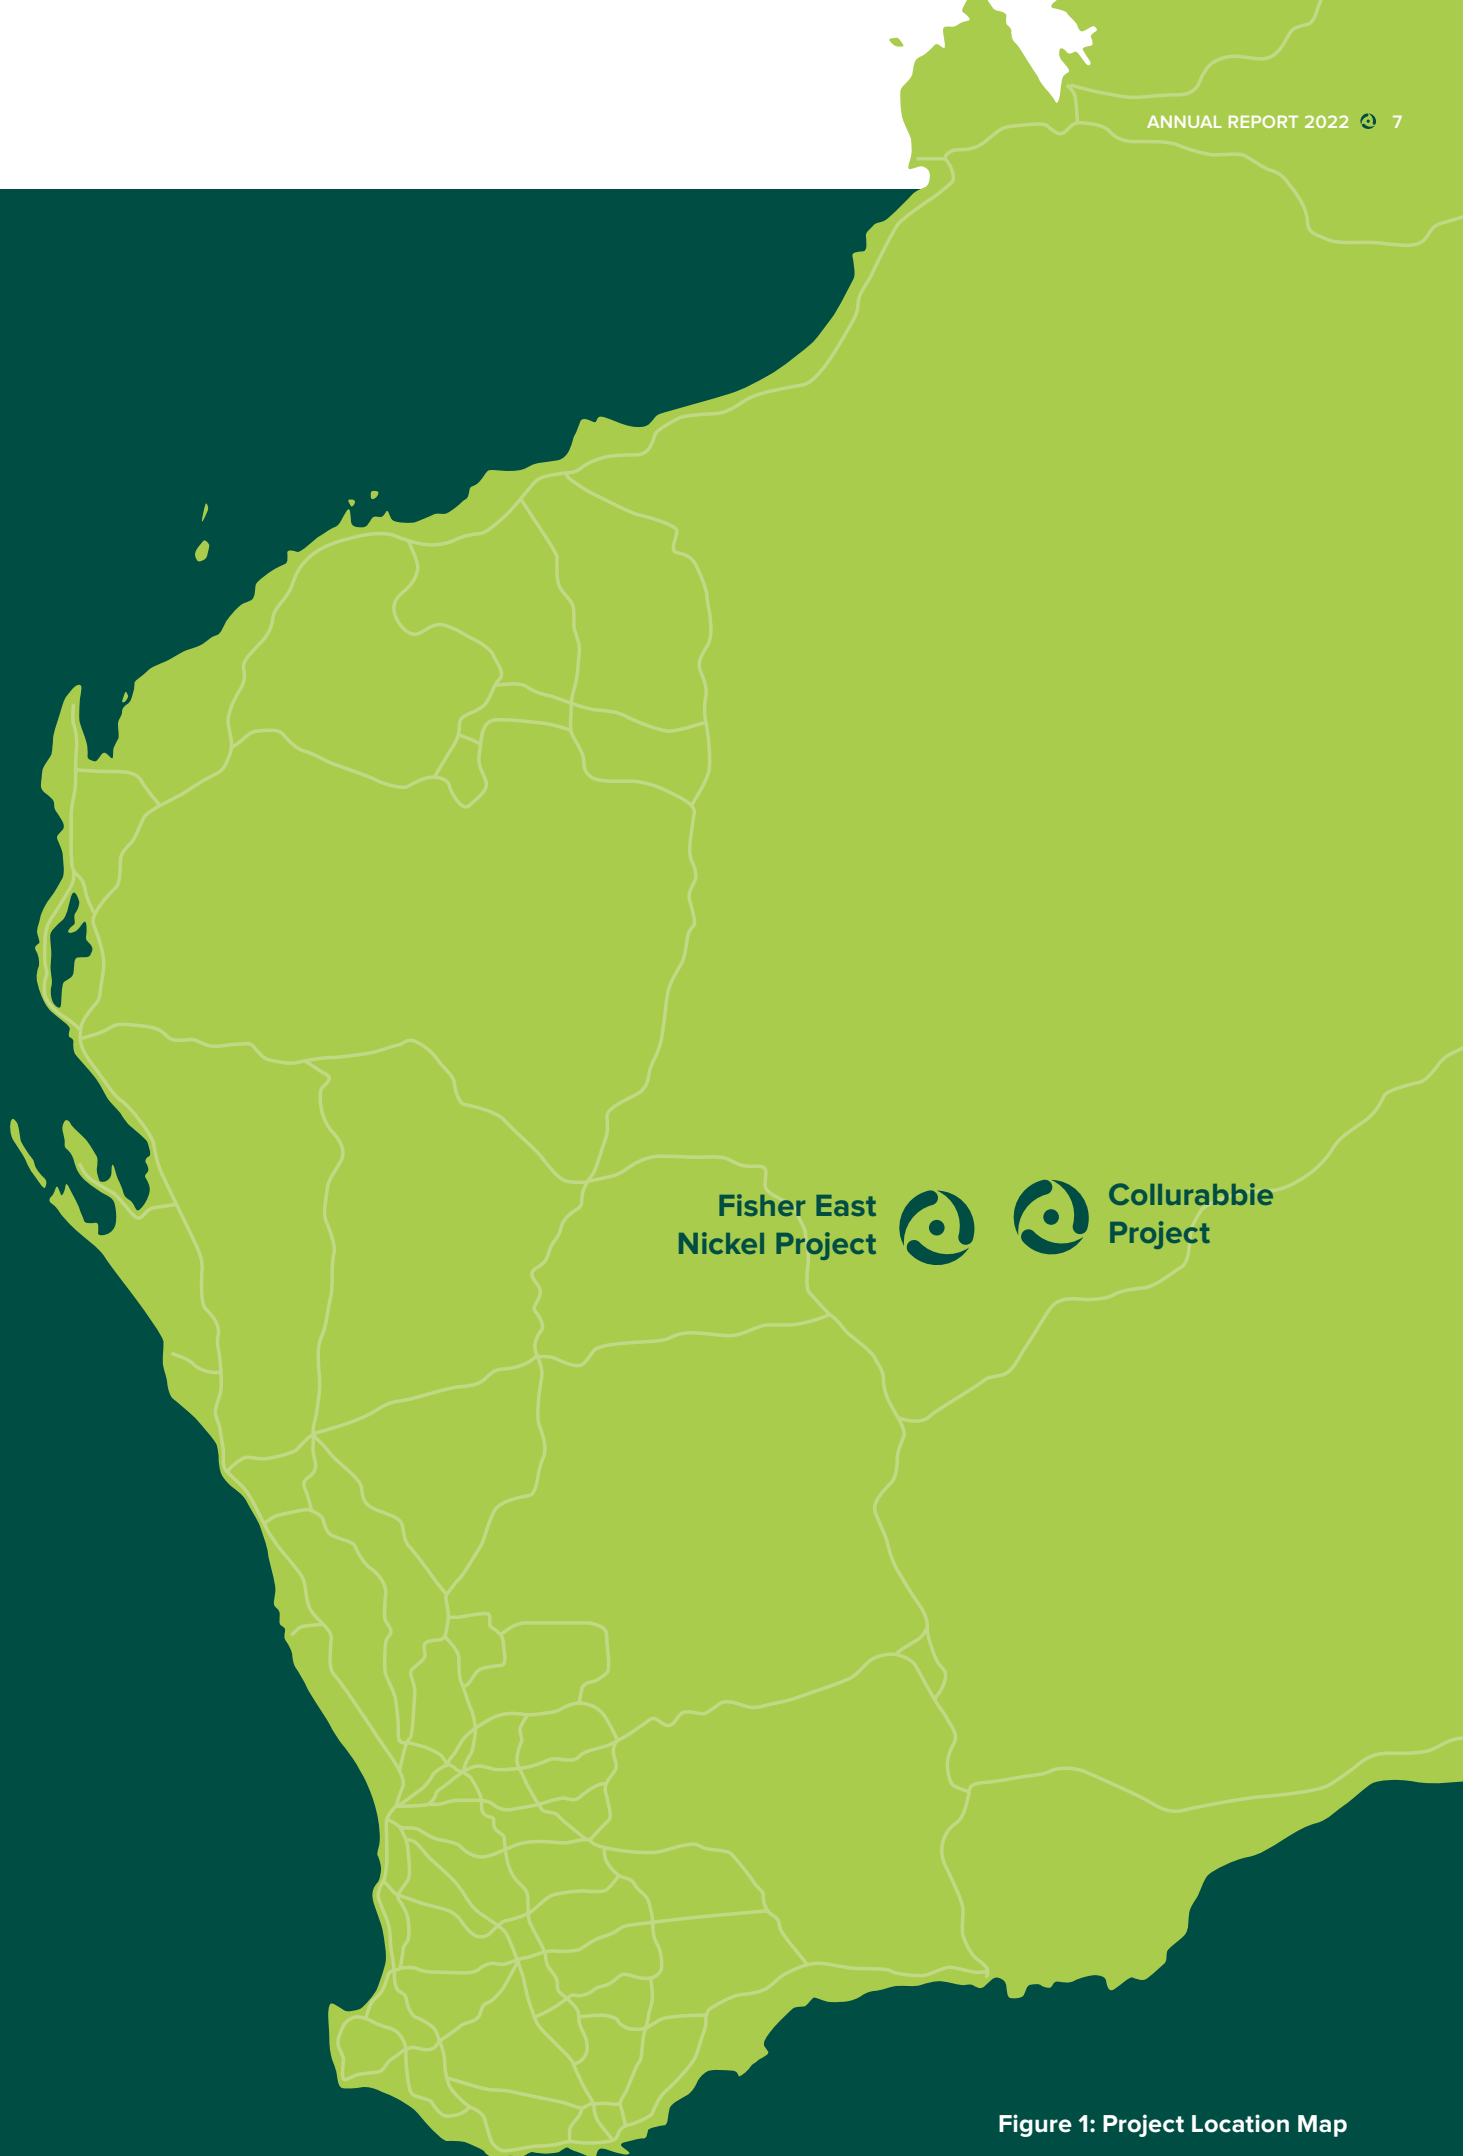 ANNUAL REPORT 2022 7
Fisher East
Nickel Project
Collurabbie
Project
Figure 1: Project Location Map